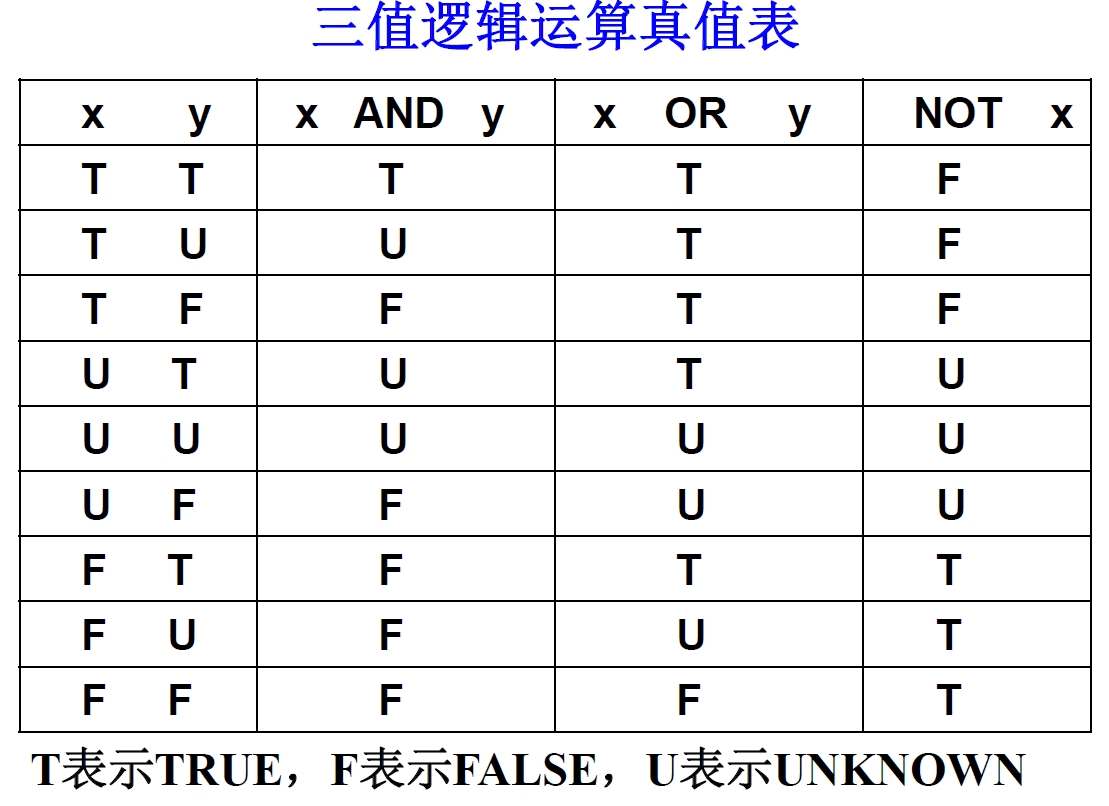 三值逻辑运算真值表
x y x AND y x OR y NOT x
T T T T F
T U U T F
T F F T F
U T U T U
U U U U U
U F F U U
F T F T T
F U F U T
F F F F T
T表示TRUE，F表示FALSE，U表示UNKNOWN